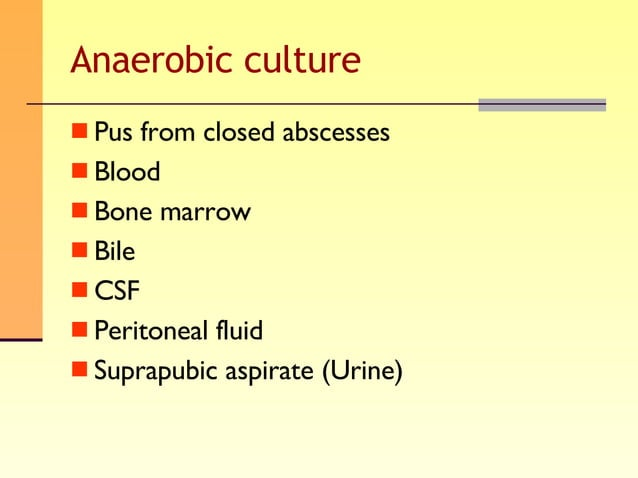 Anaerobic culture
Pus from closed abscesses
Blood
Bone marrow
Bile
CSF
Peritoneal fluid
Suprapubic aspirate (Urine)